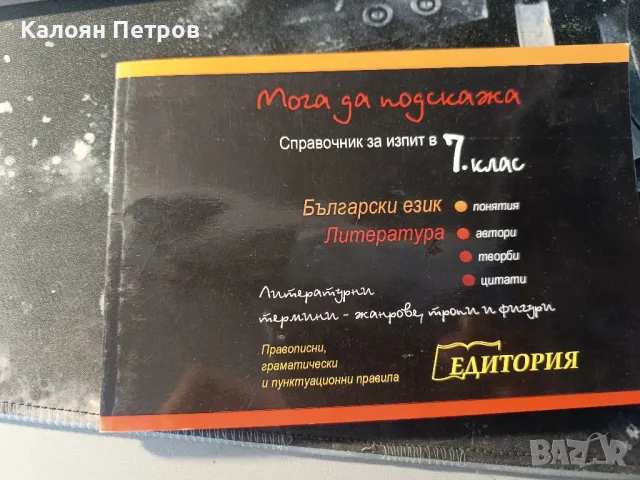 Калоян Петров
Мога да подскажа
Справочник за изпит в 7. клас
Български език • понятия
Литература • автори
• творби
• цитати
Литературни
термини - жанрове, тропи и фигури
Правописни,
граматически
и пунктуационни правила
ЕДИТОРИЯ
BAZAR